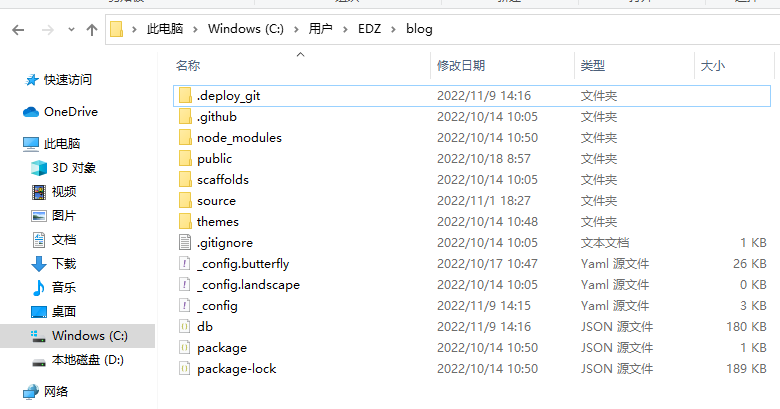 此电脑 Windows (C:) 用户 EDZ blog
名称 修改日期 类型 大小
快速访问
OneDrive
此电脑
3D 对象
视频
图片
文档
下载
音乐
桌面
Windows (C:)
本地磁盘 (D:)
网络
.deploy_git 2022/11/9 14:16 文件夹
.github 2022/10/14 10:05 文件夹
node_modules 2022/10/14 10:50 文件夹
public 2022/10/18 8:57 文件夹
scaffolds 2022/10/14 10:05 文件夹
source 2022/11/1 18:27 文件夹
themes 2022/10/14 10:48 文件夹
.gitignore 2022/10/14 10:05 文本文档 1 KB
_config.butterfly 2022/10/17 10:47 Yaml 源文件 26 KB
_config.landscape 2022/10/14 10:05 Yaml 源文件 0 KB
_config 2022/11/9 14:15 Yaml 源文件 3 KB
db 2022/11/9 14:16 JSON 源文件 180 KB
package 2022/10/14 10:50 JSON 源文件 1 KB
package-lock 2022/10/14 10:50 JSON 源文件 189 KB